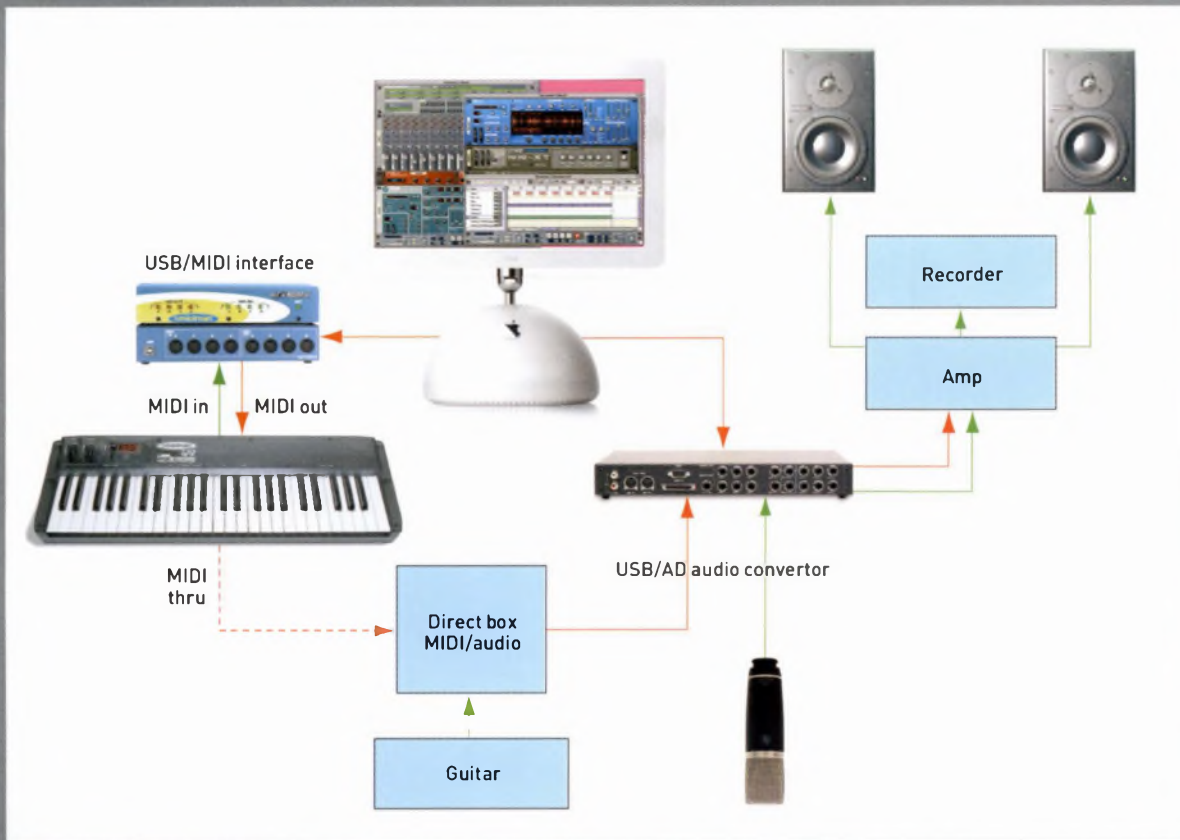 USB/MIDI interface
Recorder
Amp
MIDI in
MIDI out
MIDI
thru
USB/AD audio convertor
Direct box
MIDI/audio
Guitar